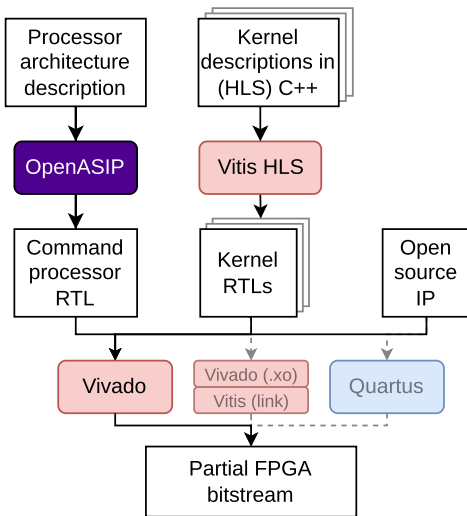 Processor
architecture
description
Kernel
descriptions in
(HLS) C++
OpenASIP
Vitis HLS
Command
processor
RTL
Kernel
RTLs
Open
source
IP
Vivado
Vivado (.xo)
Vitis (link)
Quartus
Partial FPGA
bitstream